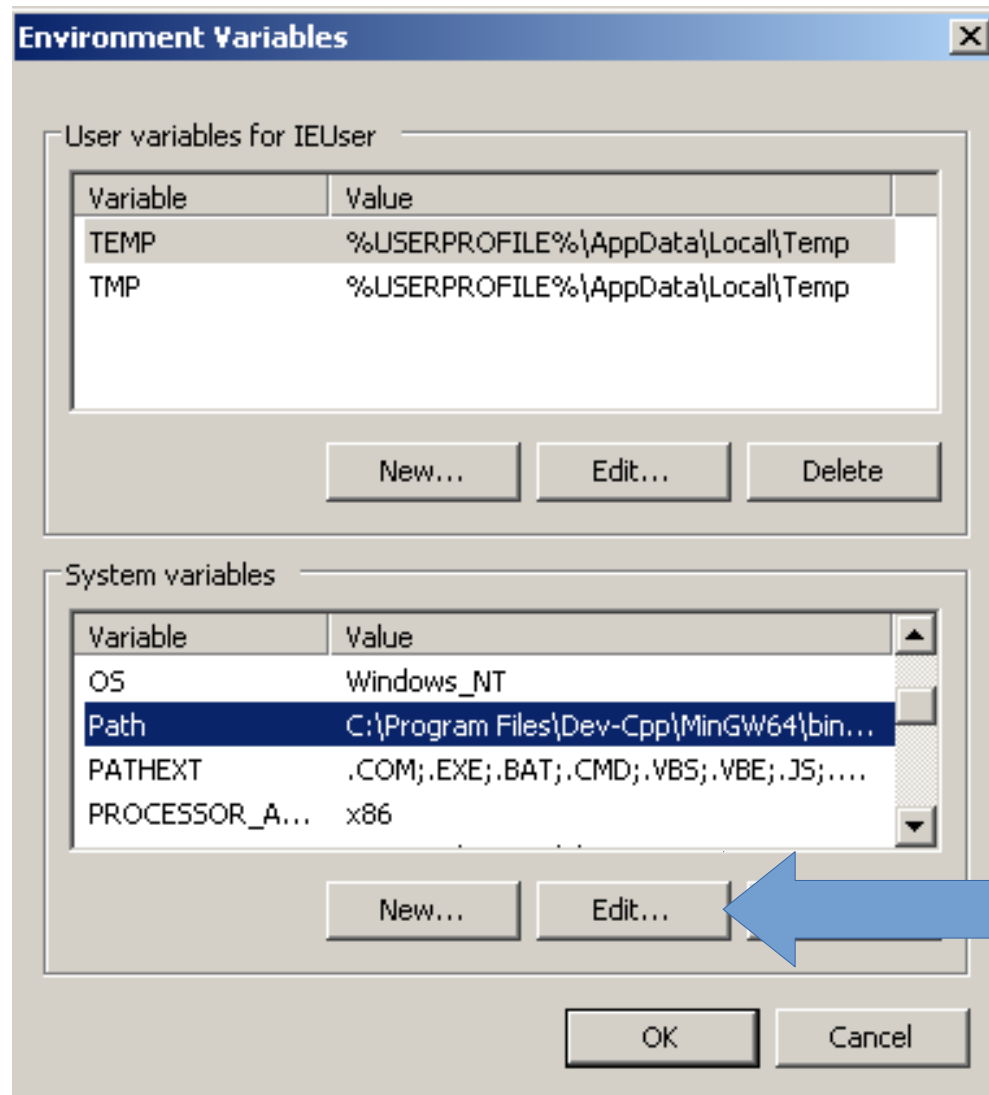 Environment Variables
User variables for IEUser
Variable Value
TEMP %USERPROFILE%\AppData\Local\Temp
TMP %USERPROFILE%\AppData\Local\Temp
New... Edit... Delete
System variables
Variable Value
OS Windows_NT
Path C:\Program Files\Dev-Cpp\MinGW64\bin...
PATHEXT .COM;.EXE;.BAT;.CMD;.VBS;.VBE;.JS;....
PROCESSOR_A... x86
New... Edit...
OK Cancel